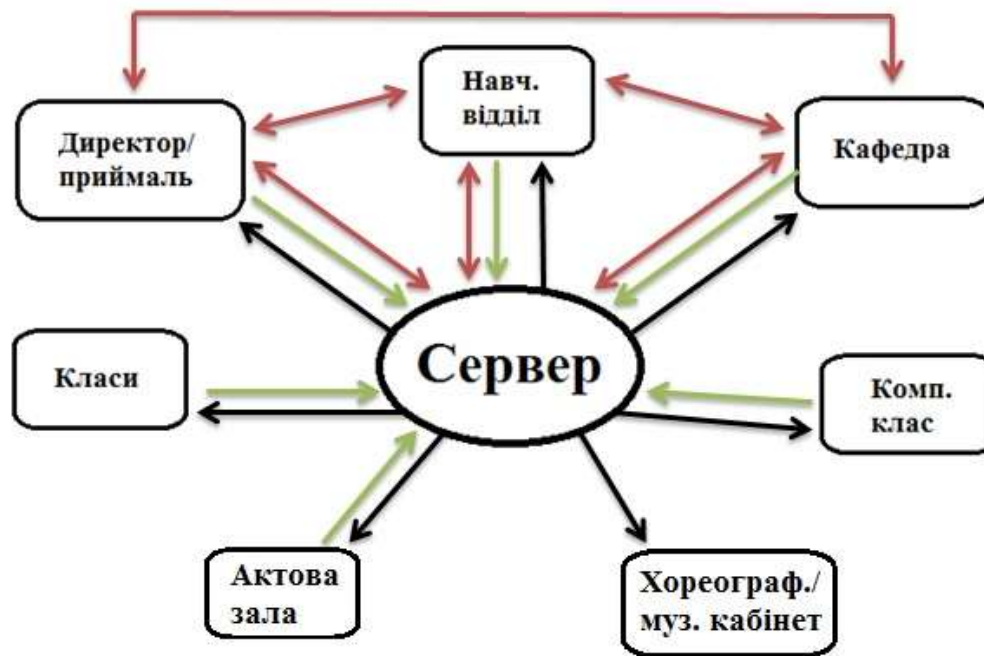 Навч.
відділ
Директор/
приймаль
Кафедра
Сервер
Класи
Комп.
клас
Актова
зала
Хореограф./
муз. кабінет